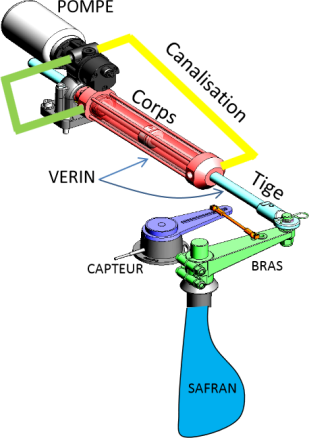 POMPE
Canalisation
Corps
VERIN
Tige
CAPTEUR
BRAS
SAFRAN